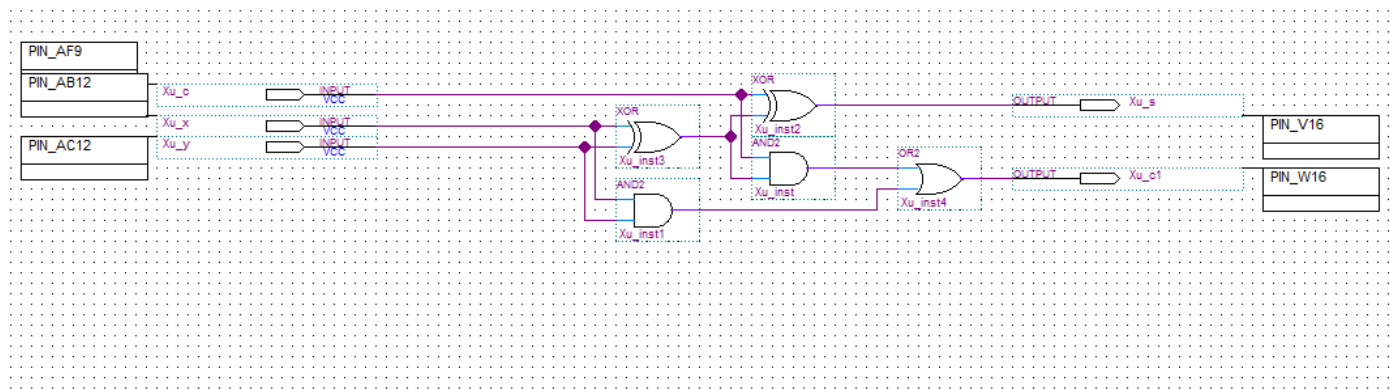 PIN_AF9
PIN_AB12
Xu_c
INPUT
VCC
Xu_x
INPUT
VCC
PIN_AC12
Xu_y
INPUT
VCC
XOR
Xu_inst3
AND2
Xu_inst1
XOR
Xu_inst2
AND2
Xu_inst
OR2
Xu_inst4
OUTPUT
Xu_s
PIN_V16
OUTPUT
Xu_c1
PIN_W16